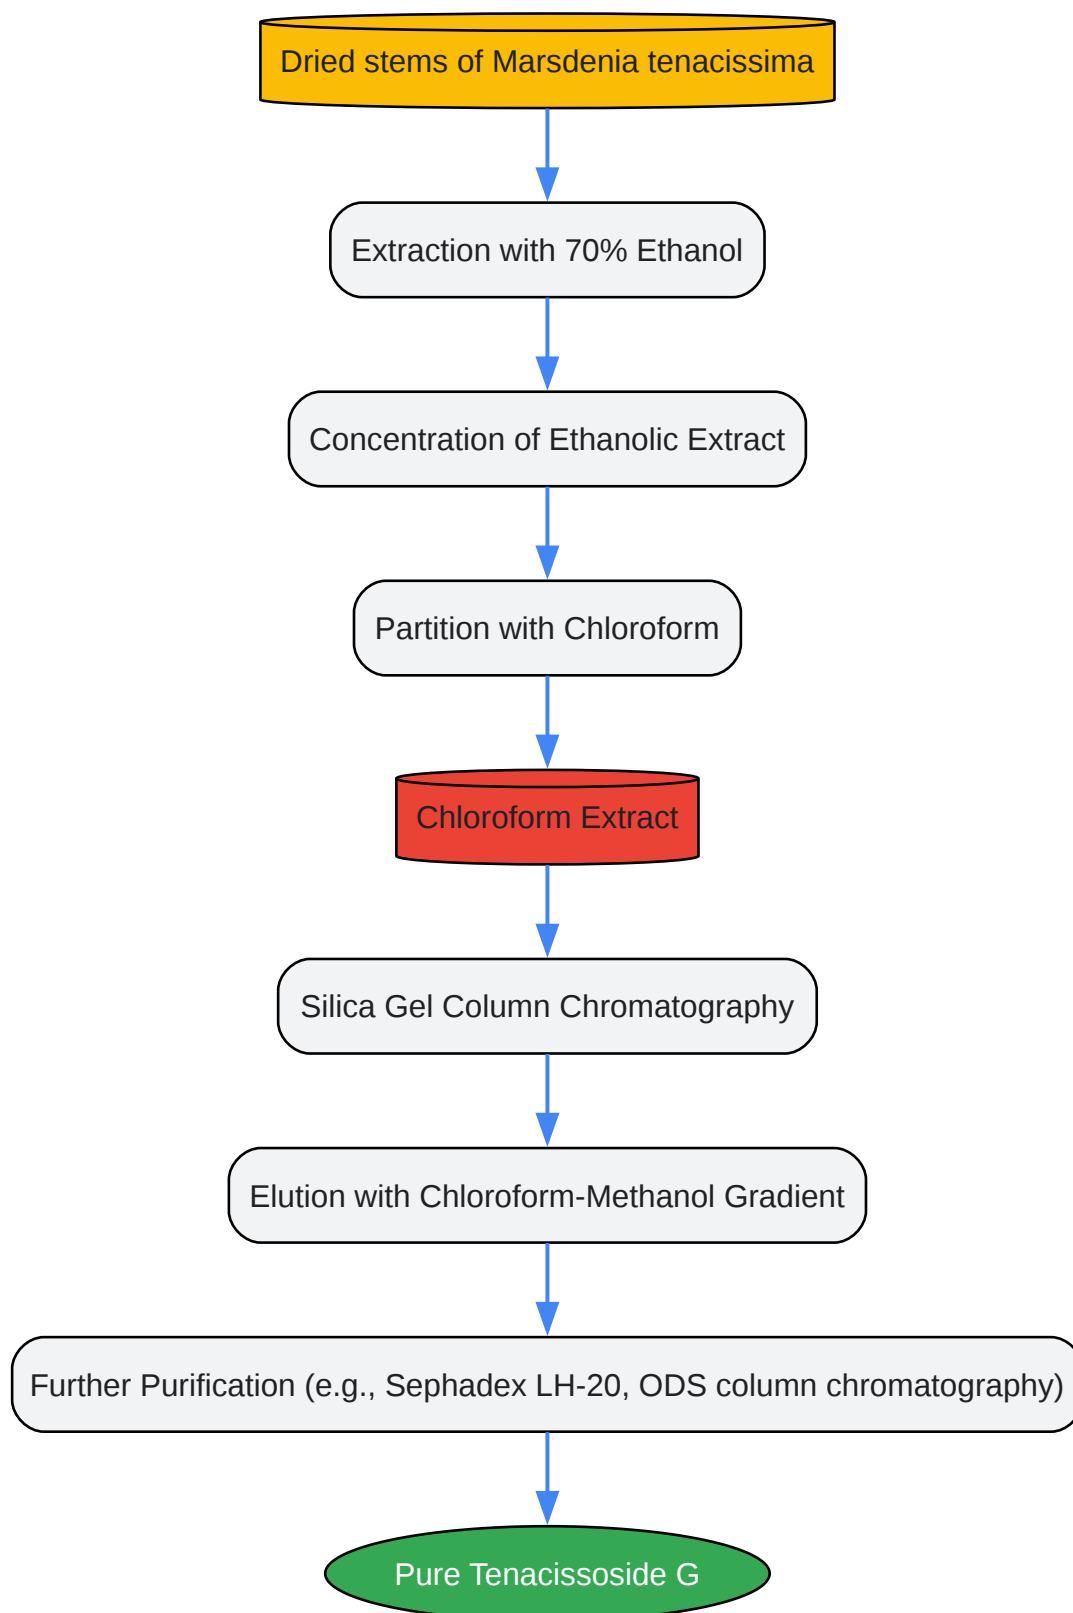 Dried stems of Marsdenia tenacissima
Extraction with 70% Ethanol
Concentration of Ethanolic Extract
Partition with Chloroform
Chloroform Extract
Silica Gel Column Chromatography
Elution with Chloroform-Methanol Gradient
Further Purification (e.g., Sephadex LH-20, ODS column chromatography)
Pure Tenacissoside G